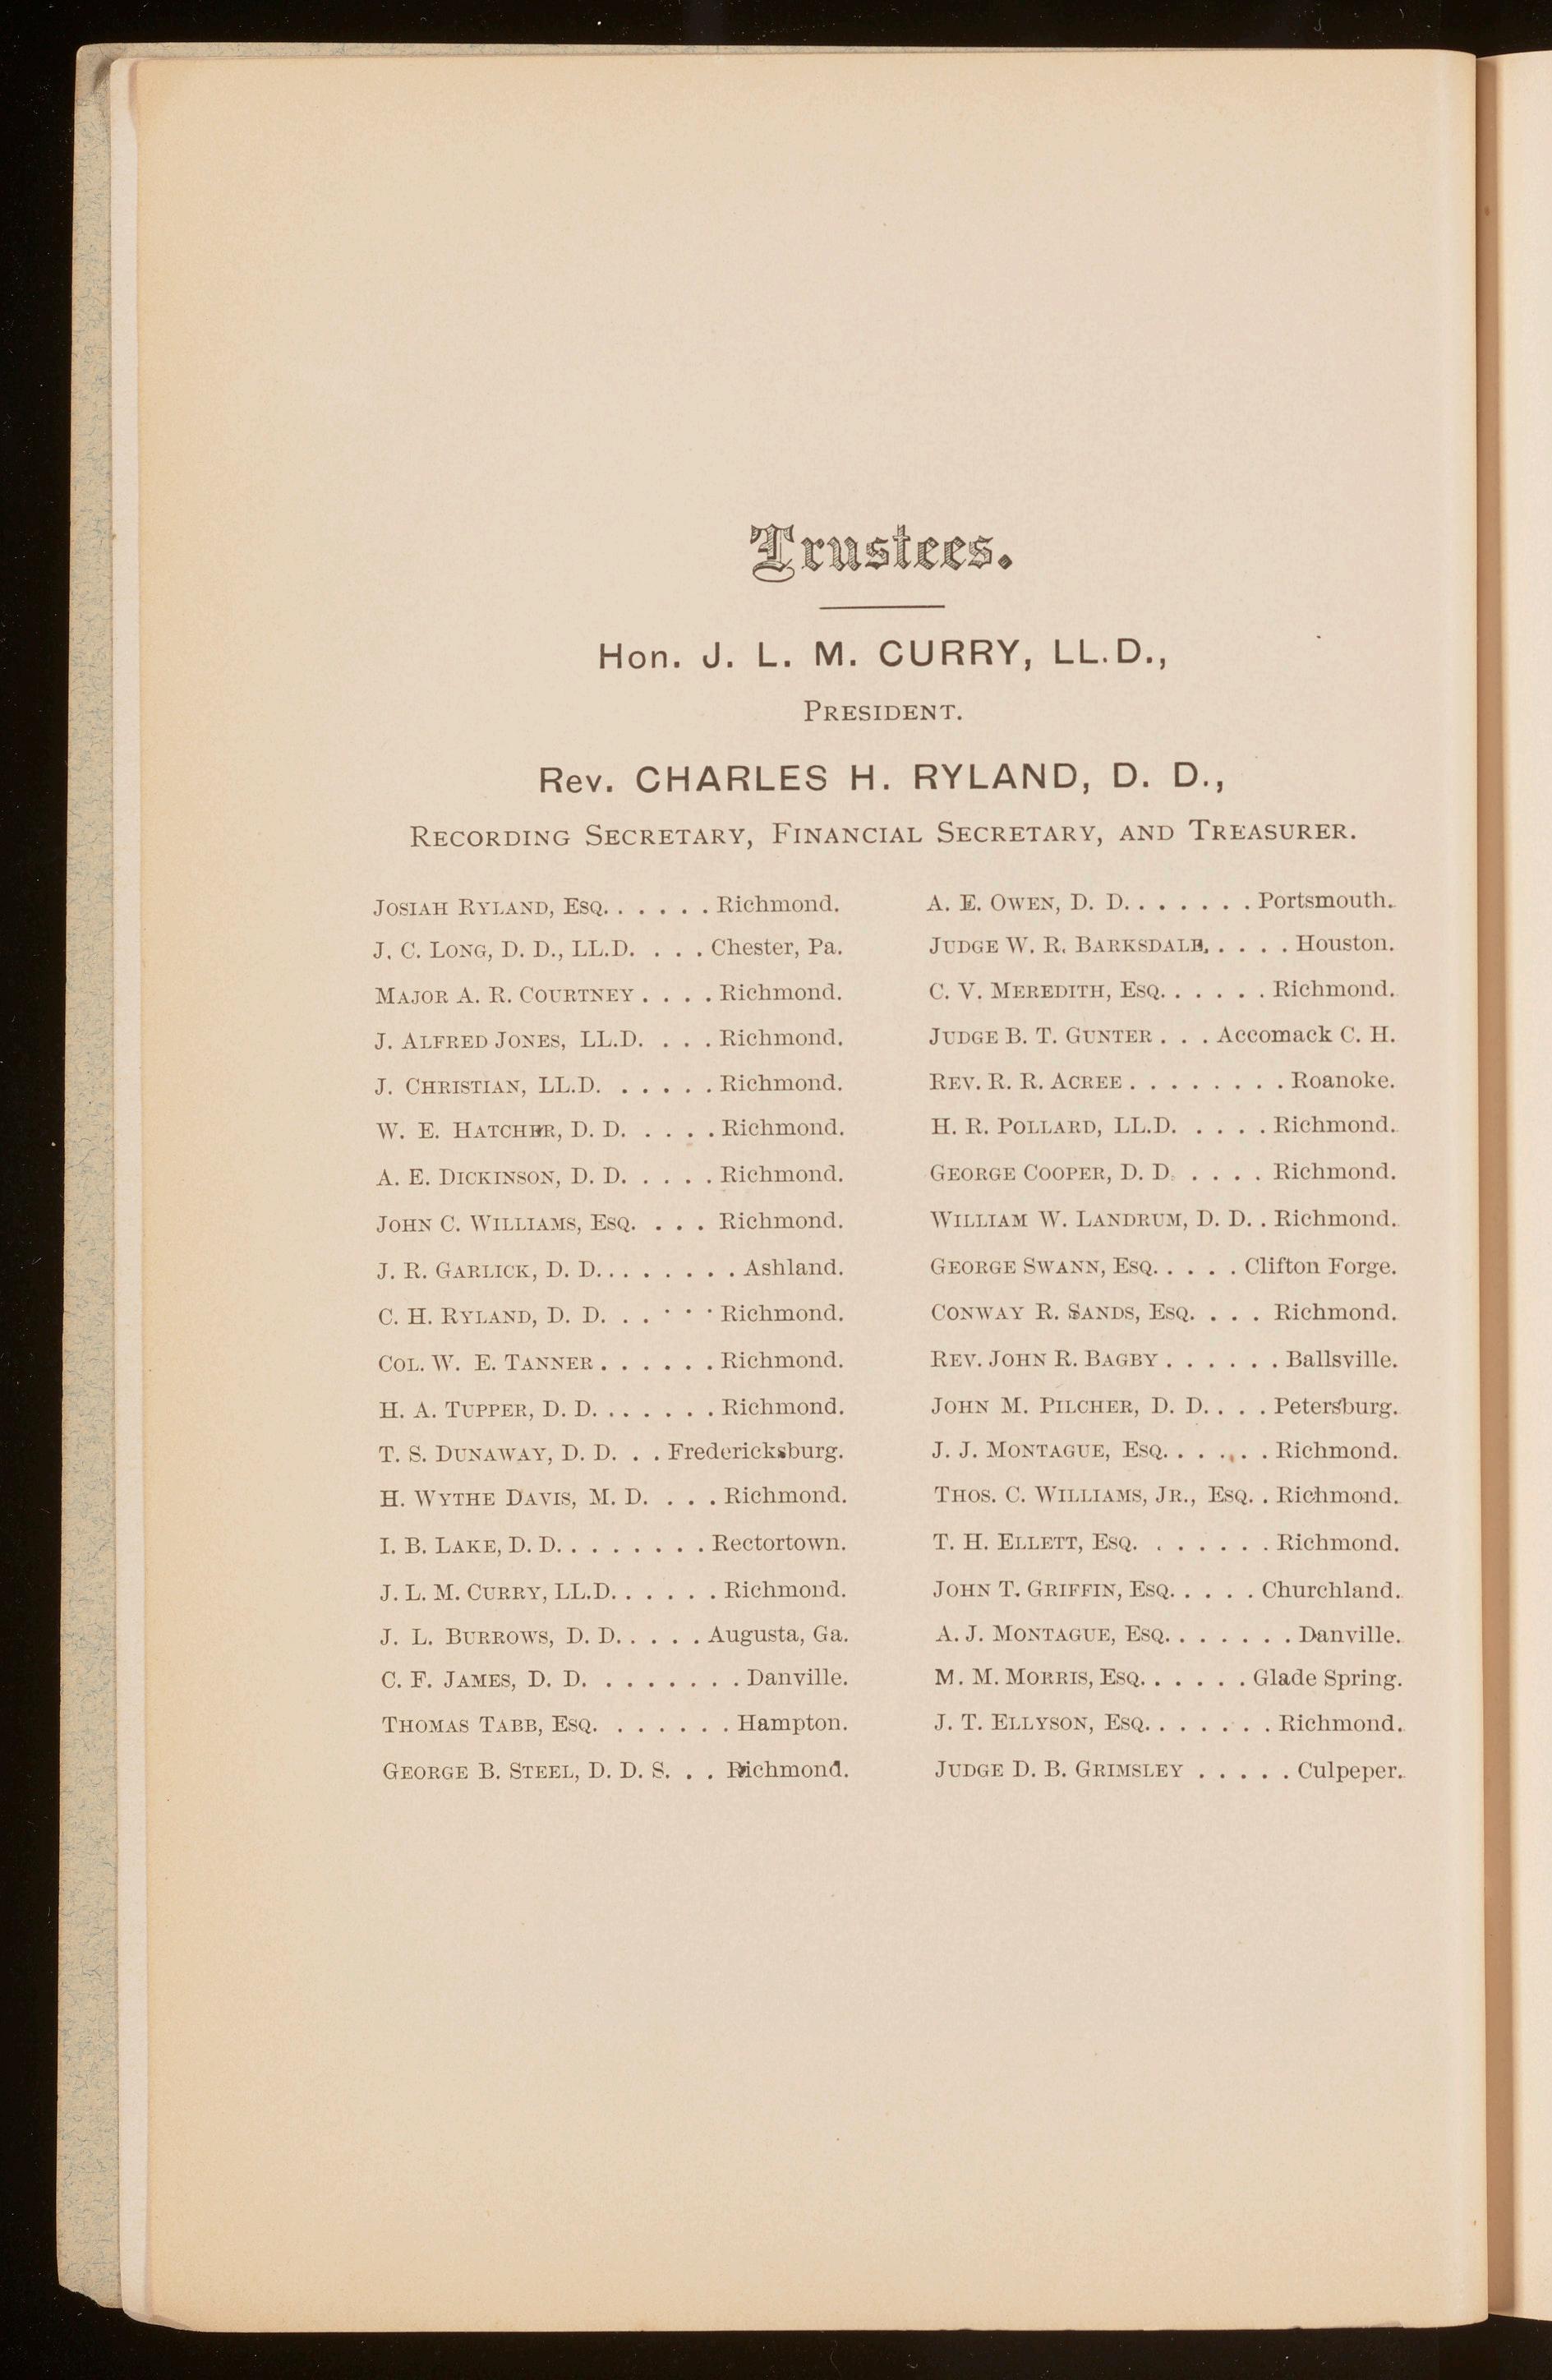 Trustees.
Hon. J. L. M. CURRY, LL.D.,
PRESIDENT.
Rev. CHARLES H. RYLAND, D. D.,
RECORDING SECRETARY, FINANCIAL SECRETARY, AND TREASURER.
JOSIAH RYLAND, ESQ. . . . . . Richmond.
J. C. LONG, D. D., LL.D. . . . Chester, Pa.
MAJOR A. R. COURTNEY . . . . Richmond.
J. ALFRED JONES, LL.D. . . . Richmond.
J. CHRISTIAN, LL.D. . . . . . Richmond.
W. E. HATCHER, D. D. . . . . Richmond.
A. E. DICKINSON, D. D. . . . . Richmond.
JOHN C. WILLIAMS, ESQ. . . . Richmond.
J. R. GARLICK, D. D. . . . . . . . Ashland.
C. H. RYLAND, D. D. . . . . . Richmond.
COL. W. E. TANNER . . . . . . Richmond.
H. A. TUPPER, D. D. . . . . . . Richmond.
T. S. DUNAWAY, D. D. . . Fredericksburg.
H. WYTHE DAVIS, M. D. . . . Richmond.
I. B. LAKE, D. D. . . . . . . . Rectortown.
J. L. M. CURRY, LL.D. . . . . . Richmond.
J. L. BURROWS, D. D. . . . . Augusta, Ga.
C. F. JAMES, D. D. . . . . . . . Danville.
THOMAS TABB, ESQ. . . . . . . Hampton.
GEORGE B. STEEL, D. D. S. . . Richmond.
A. E. OWEN, D. D. . . . . . . Portsmouth.
JUDGE W. R. BARKSDALE, . . . . Houston.
C. V. MEREDITH, ESQ. . . . . . Richmond.
JUDGE B. T. GUNTER . . . Accomack C. H.
REV. R. R. ACREE . . . . . . . . Roanoke.
H. R. POLLARD, LL.D. . . . . Richmond.
GEORGE COOPER, D. D. . . . . Richmond.
WILLIAM W. LANDRUM, D. D. . Richmond.
GEORGE SWANN, ESQ. . . . . Clifton Forge.
CONWAY R. SANDS, ESQ. . . . Richmond.
REV. JOHN R. BAGBY . . . . . . Ballsville.
JOHN M. PILCHER, D. D. . . . Petersburg.
J. J. MONTAGUE, ESQ. . . . . . Richmond.
THOS. C. WILLIAMS, JR., ESQ. . Richmond.
T. H. ELLETT, ESQ. . . . . . . Richmond.
JOHN T. GRIFFIN, ESQ. . . . . Churchland.
A. J. MONTAGUE, ESQ. . . . . . . Danville.
M. M. MORRIS, ESQ. . . . . . Glade Spring.
J. T. ELLYSON, ESQ. . . . . . . Richmond.
JUDGE D. B. GRIMSLEY . . . . . Culpeper.